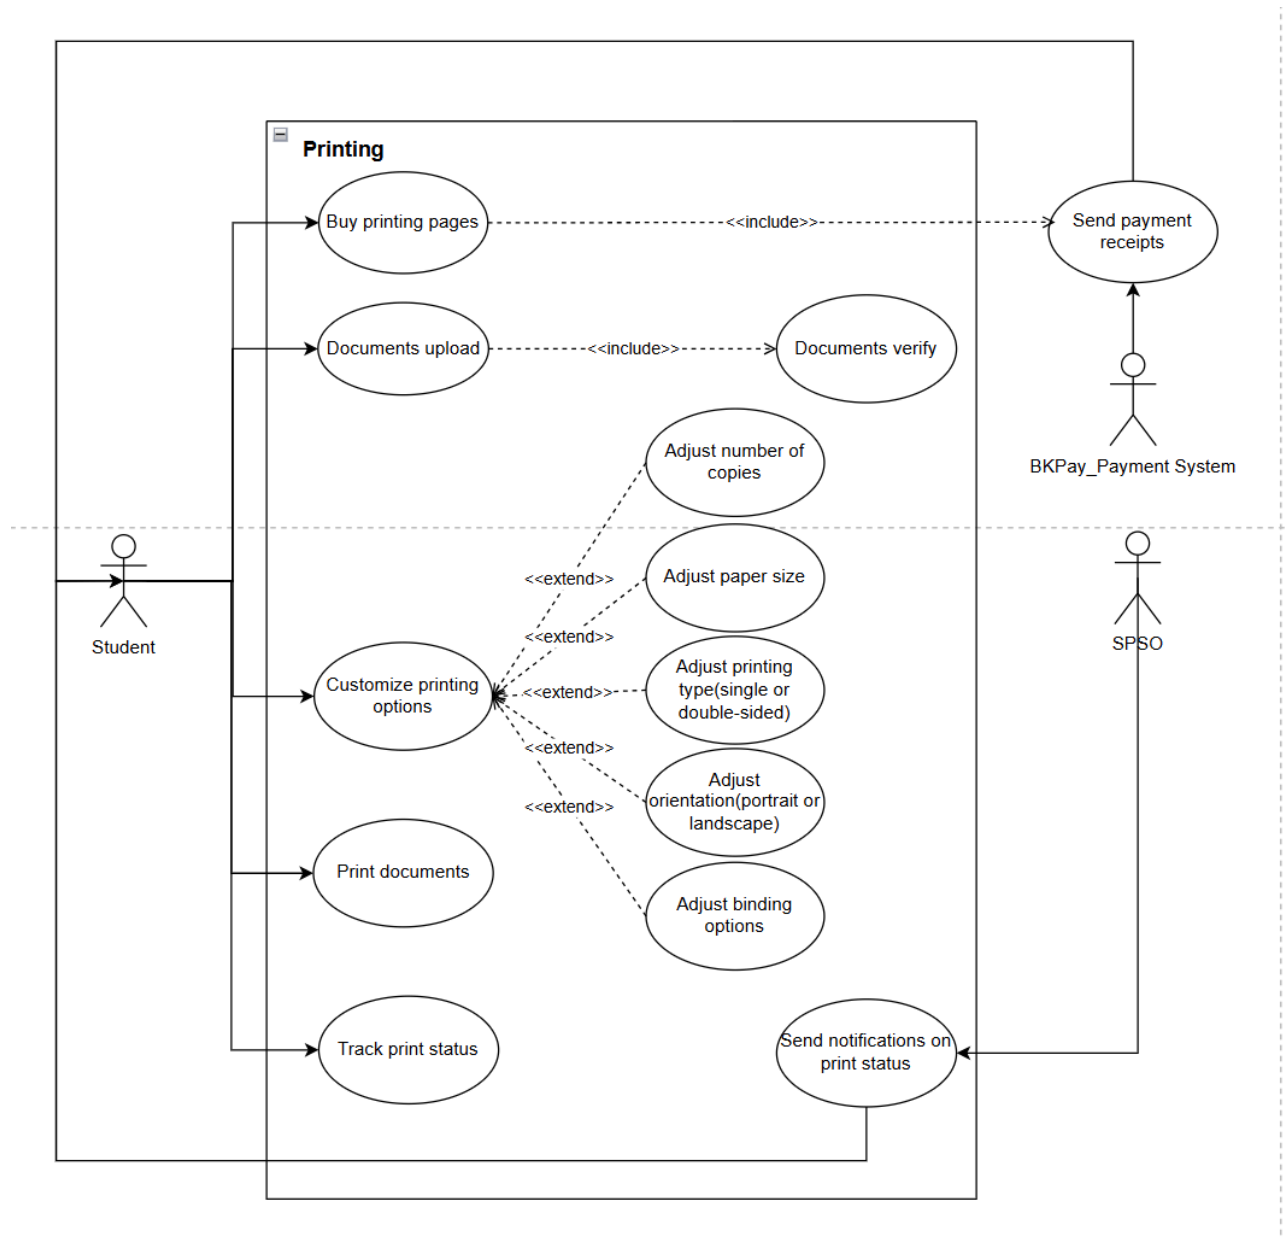 Printing
Buy printing pages
<<include>>
Send payment
receipts
Documents upload
<<include>>
Documents verify
Adjust number of
copies
BKPay_Payment System
<<extend>>
Adjust paper size
<<extend>>
Student
SPSO
Customize printing
options
<<extend>>
Adjust printing
type(single or
double-sided)
<<extend>>
Adjust
orientation(portrait or
landscape)
<<extend>>
Print documents
Adjust binding
options
Track print status
Send notifications on
print status